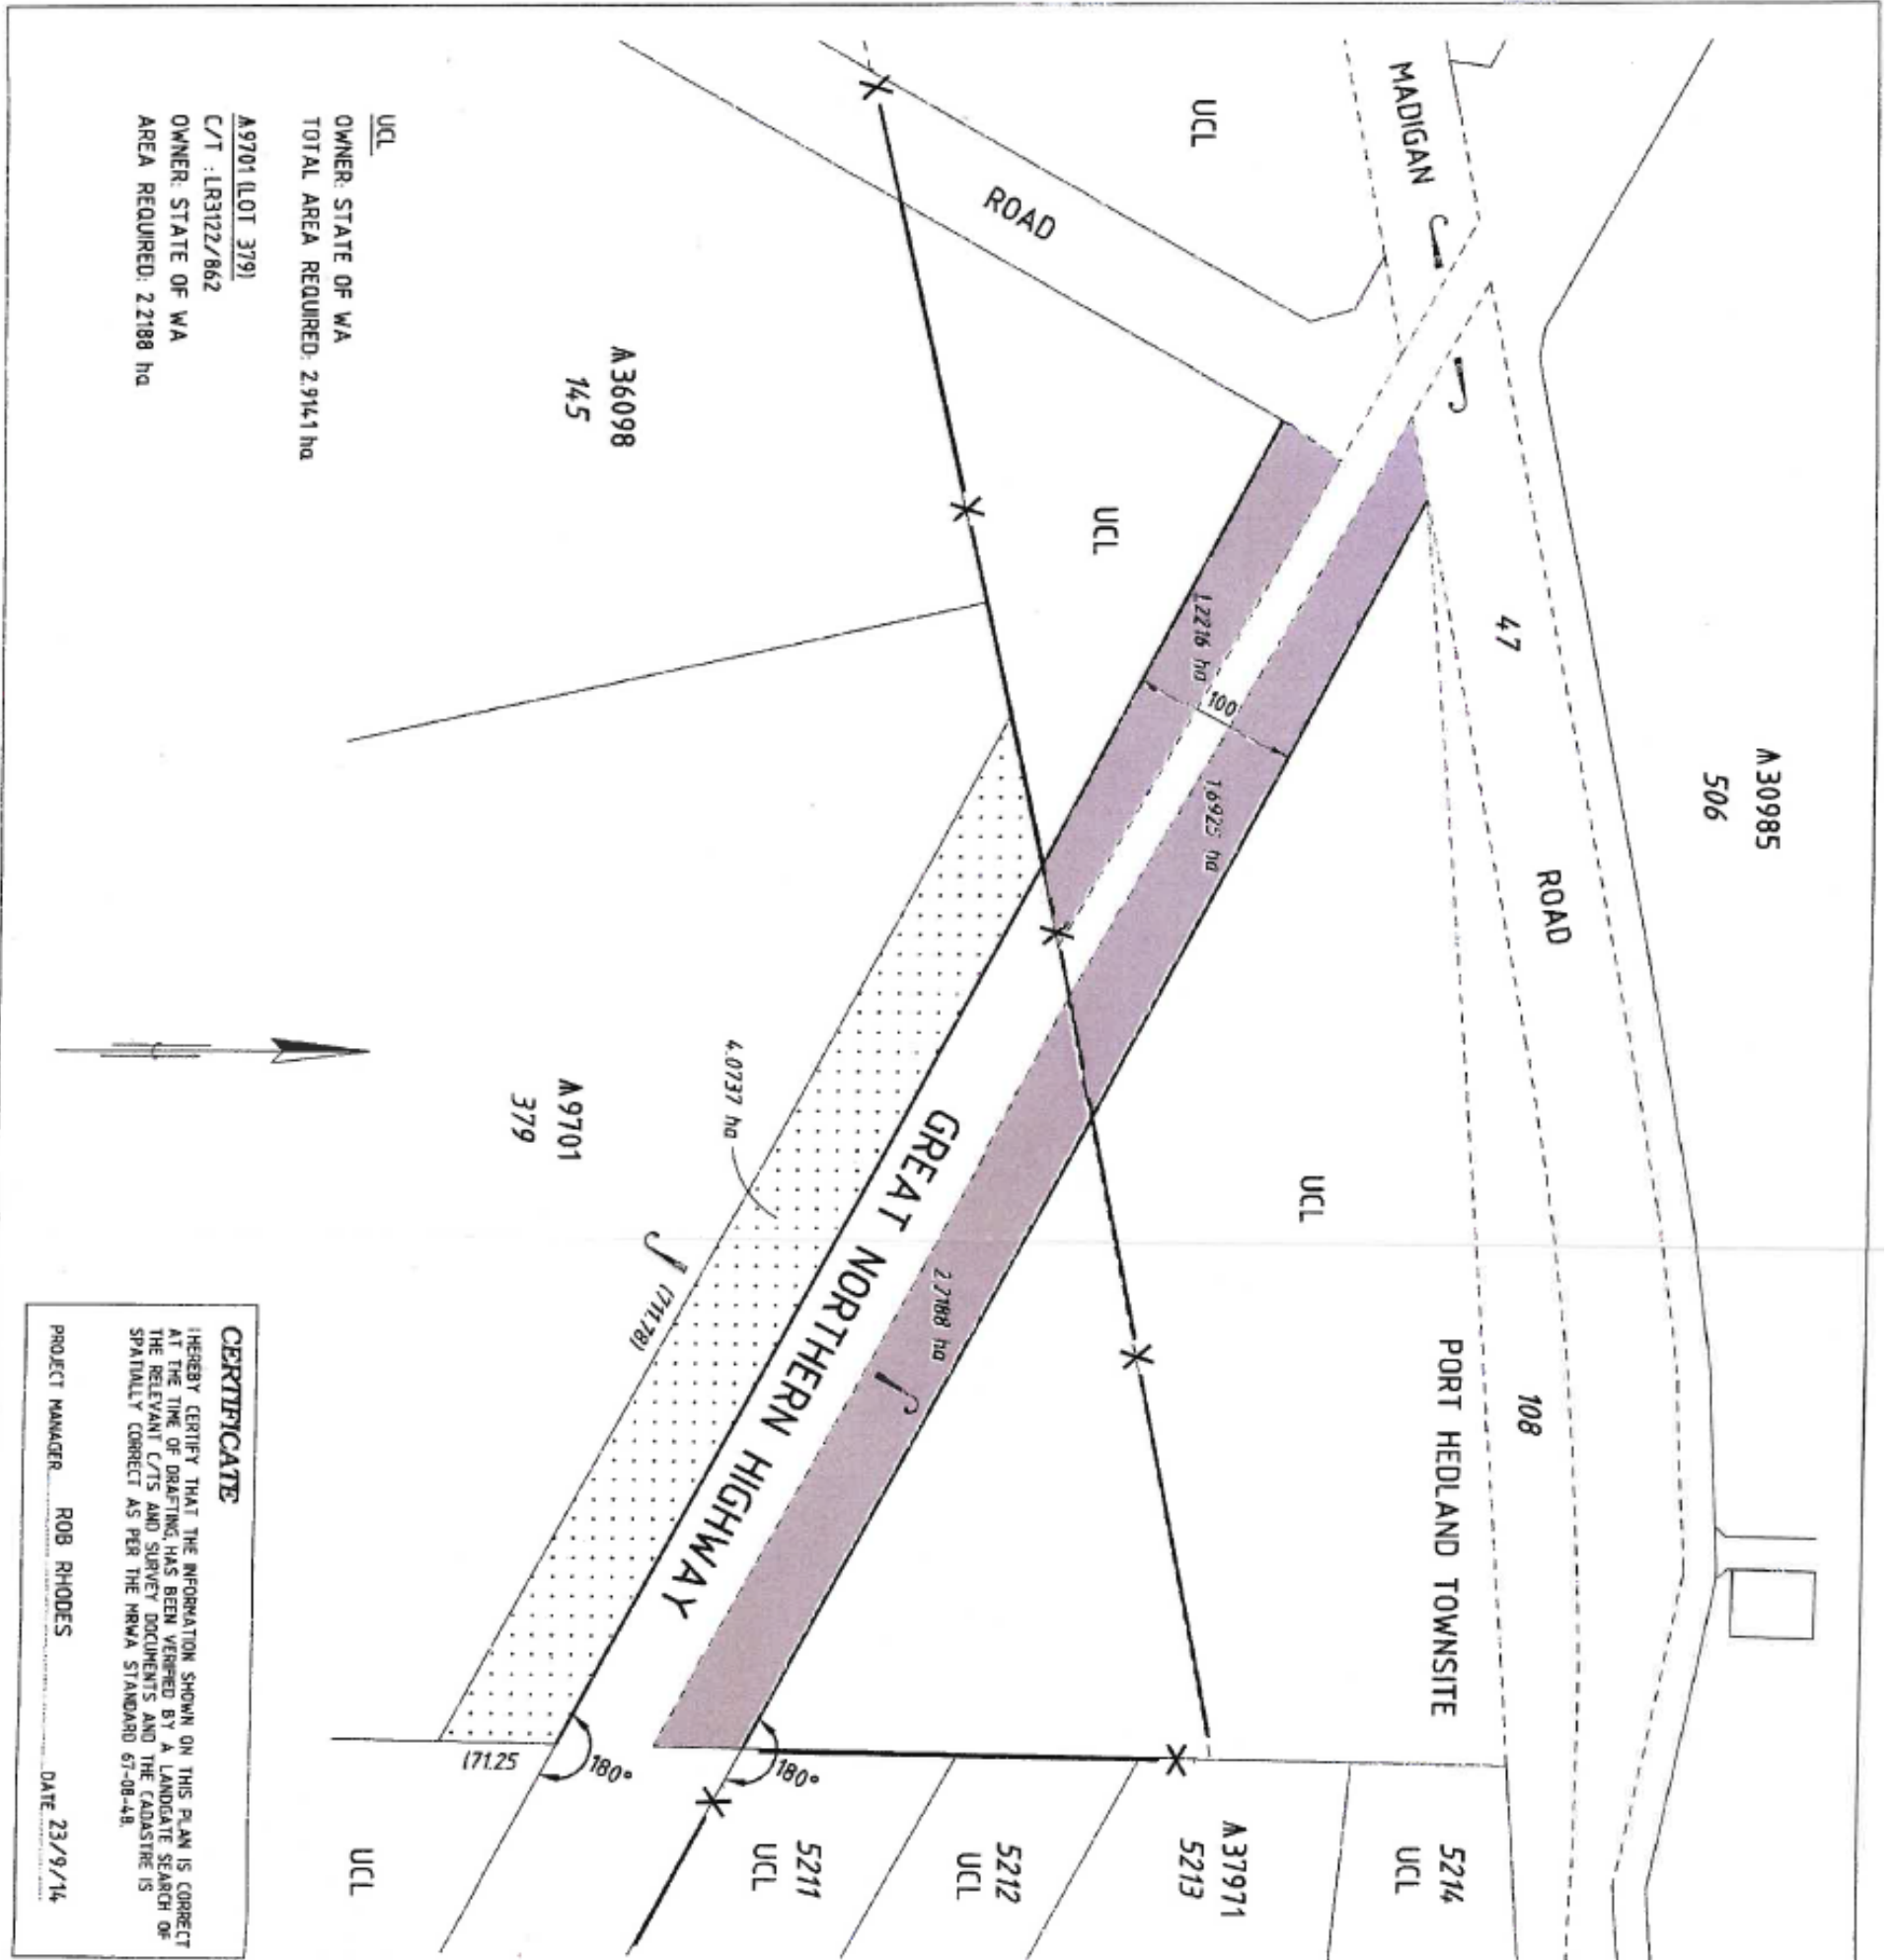 A30985
506
ROAD
47
108
MADIGAN
PORT HEDLAND TOWNSITE
5214
UCL
UCL
UCL
A37971
5213
UCL
1.2216 ha
100
1.6925 ha
ROAD
5212
UCL
2.2188 ha
GREAT NORTHERN HIGHWAY
180°
5211
UCL
4.0737 ha
180°
(711.78)
(71.25
A36098
145
A9701
379
UCL
UCL
OWNER: STATE OF WA
TOTAL AREA REQUIRED: 2.9141 ha
A9701 (LOT 379)
C/T : LR3122/862
OWNER: STATE OF WA
AREA REQUIRED: 2.2188 ha
CERTIFICATE
I HEREBY CERTIFY THAT THE INFORMATION SHOWN ON THIS PLAN IS CORRECT
AT THE TIME OF DRAFTING, HAS BEEN VERIFIED BY A LANDGATE SEARCH OF
THE RELEVANT C/TS AND SURVEY DOCUMENTS AND THE CADASTRE IS
SPATIALLY CORRECT AS PER THE MRWA STANDARD 67-08-48.
PROJECT MANAGER ROB RHODES DATE 23/9/14